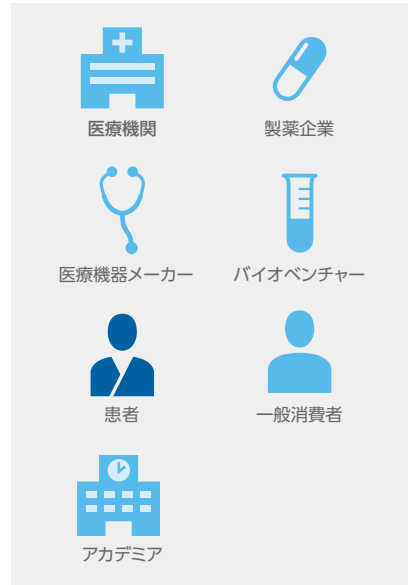 医療機関
製薬企業
医療機器メーカー
バイオベンチャー
患者
一般消費者
アカデミア